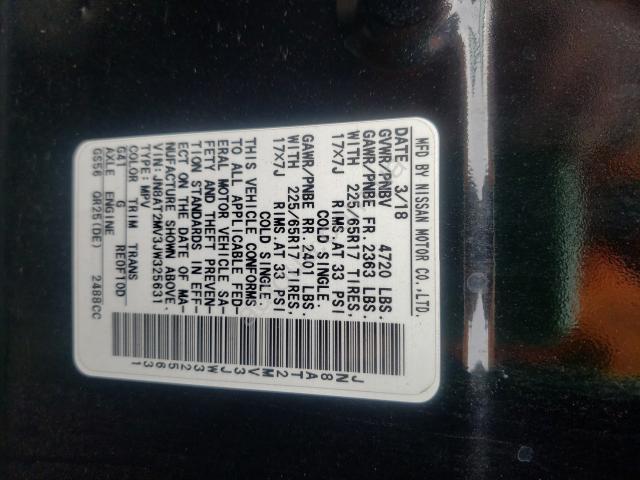 MFD BY NISSAN MOTOR CO.,LTD.
DATE 3/18
GVWR/PNBV 4720 LBS.
GAWR/PNBE FR. 2363 LBS.
WITH 225/65R17 TIRES,
17X7J RIMS AT 33 PSI
COLD SINGLE.
GAWR/PNBE RR. 2401 LBS.
WITH 225/65R17 TIRES,
17X7J RIMS AT 33 PSI
COLD SINGLE.
THIS VEHICLE CONFORMS
TO ALL APPLICABLE FED-
ERAL MOTOR VEHICLE SA-
FETY AND THEFT PREVEN-
TION STANDARDS IN EFF-
ECT ON THE DATE OF MA-
NUFACTURE SHOWN ABOVE.
VIN:JN8AT2MV3JW325631
TYPE:MPV
COLOR TRIM TRANS
G41 G RE0F10D
AXLE ENGINE
GS56 QR25(DE) 2488CC
JN8AT2MV3JW325631